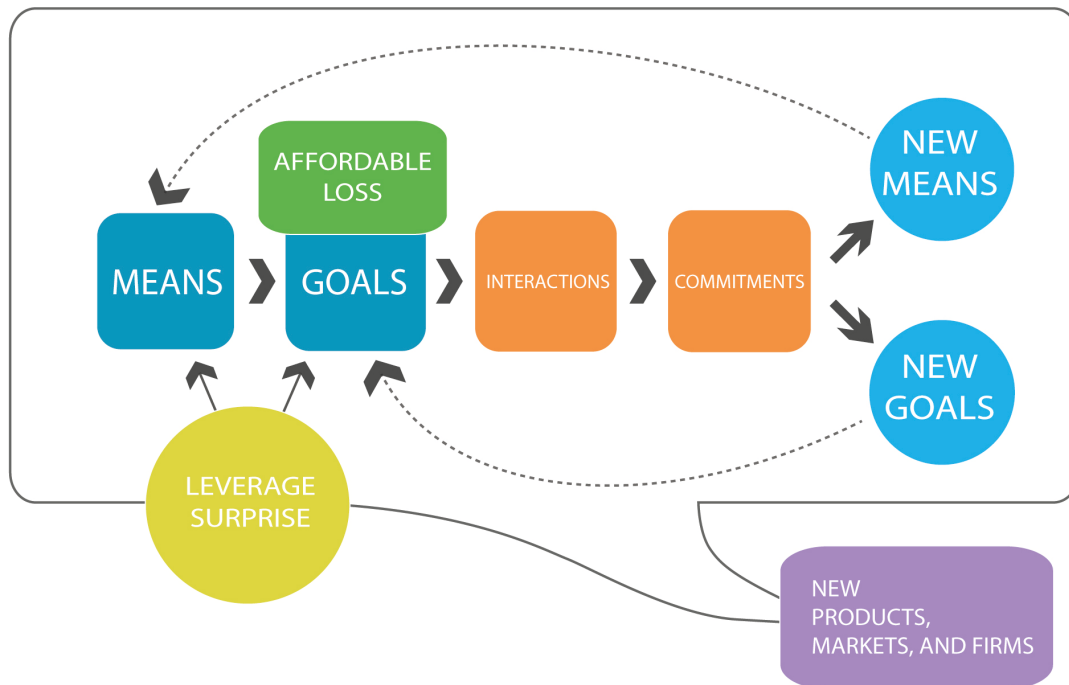 AFFORDABLE
LOSS
NEW
MEANS
MEANS
GOALS
INTERACTIONS
COMMITMENTS
NEW
GOALS
LEVERAGE
SURPRISE
NEW
PRODUCTS,
MARKETS, AND FIRMS